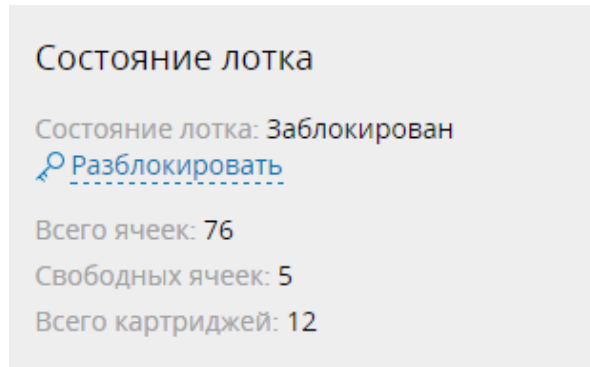 Состояние лотка
Состояние лотка: Заблокирован
Разблокировать
Всего ячеек: 76
Свободных ячеек: 5
Всего картриджей: 12